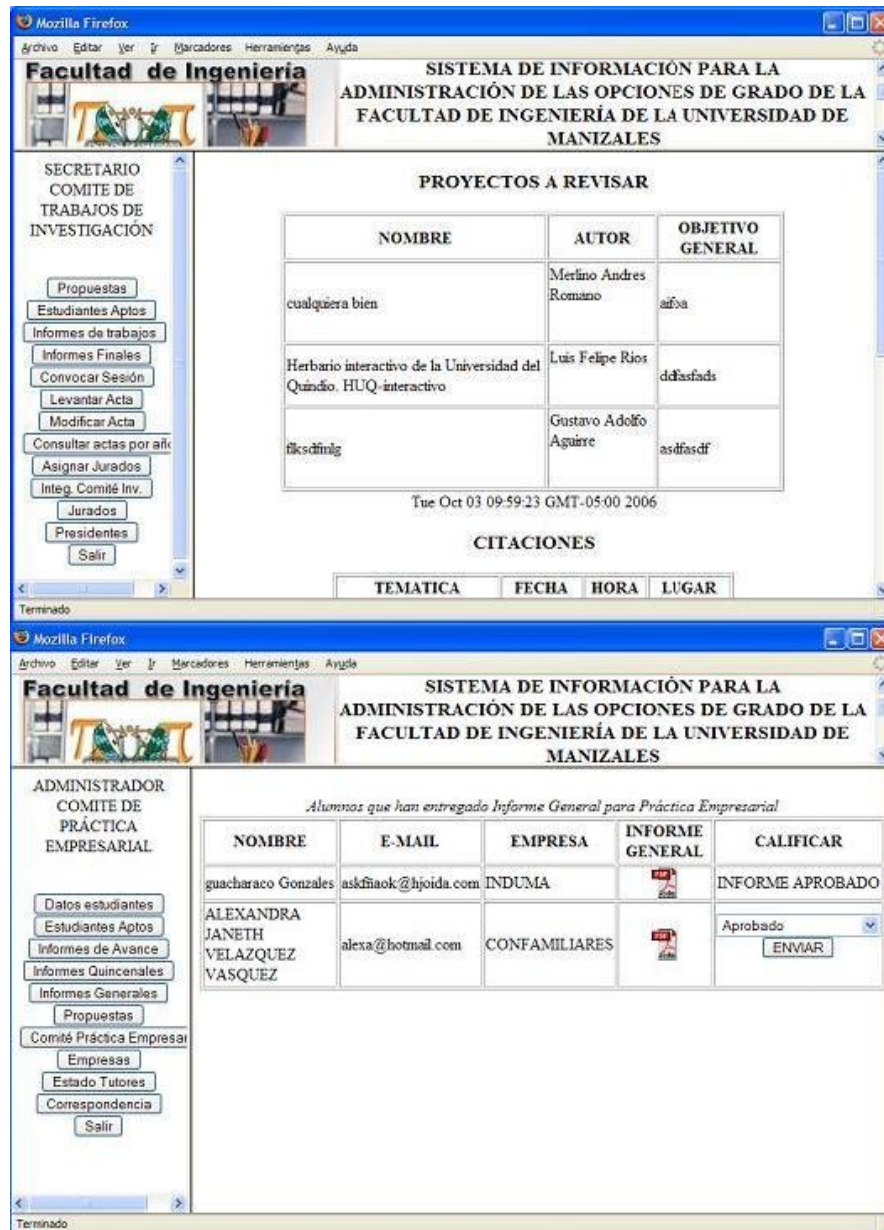 Mozilla Firefox
Archivo Editar Ver Ir Marcadores Herramientas Ayuda
Facultad de Ingeniería
SISTEMA DE INFORMACIÓN PARA LA
ADMINISTRACIÓN DE LAS OPCIONES DE GRADO DE LA
FACULTAD DE INGENIERÍA DE LA UNIVERSIDAD DE
MANIZALES
SECRETARIO
COMITE DE
TRABAJOS DE
INVESTIGACIÓN
Propuestas
Estudiantes Aptos
Informes de trabajos
Informes Finales
Convocar Sesión
Levantar Acta
Modificar Acta
Consultar actas por año
Asignar Jurados
Integ. Comité Inv.
Jurados
Presidentes
Salir
PROYECTOS A REVISAR
NOMBRE AUTOR OBJETIVO
GENERAL
cualquiera bien Merlino Andres
Romano
Herbario interactivo de la Universidad del
Quindio. HUQ-interactivo Luis Felipe Rios ddfasfads
Gustavo Adolfo
Aguirre asdfasdf
Tue Oct 03 09:59:23 GMT-05:00 2006
CITACIONES
TEMATICA FECHA HORA LUGAR
Terminado
Mozilla Firefox
Archivo Editar Ver Ir Marcadores Herramientas Ayuda
Facultad de Ingeniería
SISTEMA DE INFORMACIÓN PARA LA
ADMINISTRACIÓN DE LAS OPCIONES DE GRADO DE LA
FACULTAD DE INGENIERÍA DE LA UNIVERSIDAD DE
MANIZALES
ADMINISTRADOR
COMITE DE
PRÁCTICA
EMPRESARIAL
Datos estudiantes
Estudiantes Aptos
Informes de Avance
Informes Quincenales
Informes Generales
Propuestas
Comité Práctica Empresar
Empresas
Estado Tutores
Correspondencia
Salir
Alumnos que han entregado Informe General para Práctica Empresarial
NOMBRE E-MAIL EMPRESA INFORME
GENERAL CALIFICAR
guacharaco Gonzales INDUMA INFORME APROBADO
ALEXANDRA
JANETH
VELAZQUEZ
VASQUEZ alexa@hotmail.com CONFAMILIARES Aprobado
ENVIAR
Terminado